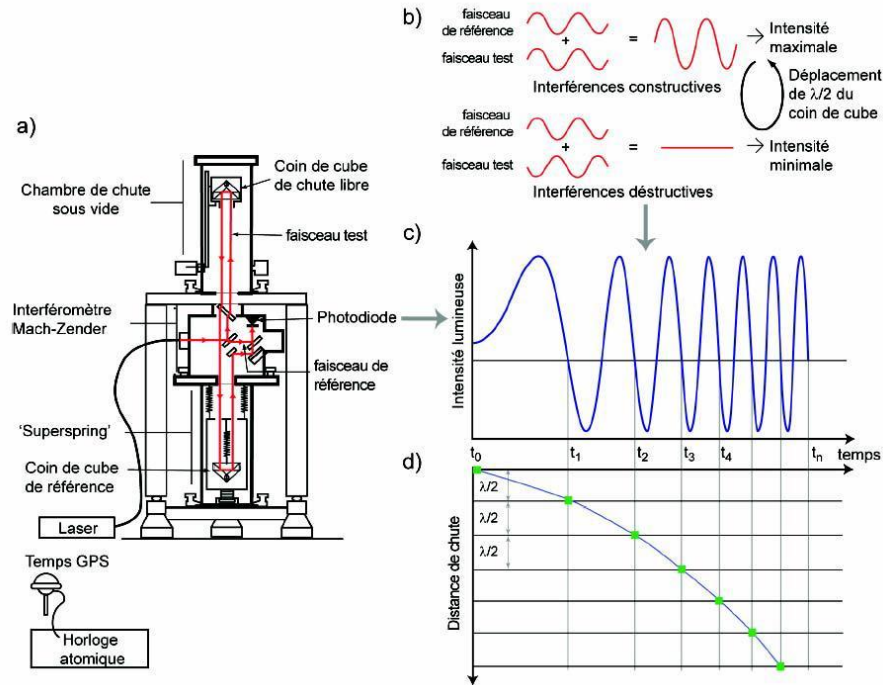 a)
Chambre de chute
sous vide
Coin de cube
de chute libre
faisceau test
Interféromètre
Mach-Zender
Photodiode
faisceau de
référence
'Superspring'
Coin de cube
de référence
Laser
Temps GPS
Horloge
atomique
b)
faisceau
de référence
+
faisceau test
=
Intensité
maximale
Interférences constructives
Déplacement
de λ/2 du
coin de cube
faisceau
de référence
+
faisceau test
=
Intensité
minimale
Interférences déstructives
c)
Intensité lumineuse
t0 t1 t2 t3 t4 tn temps
d)
λ/2
λ/2
λ/2
Distance de chute